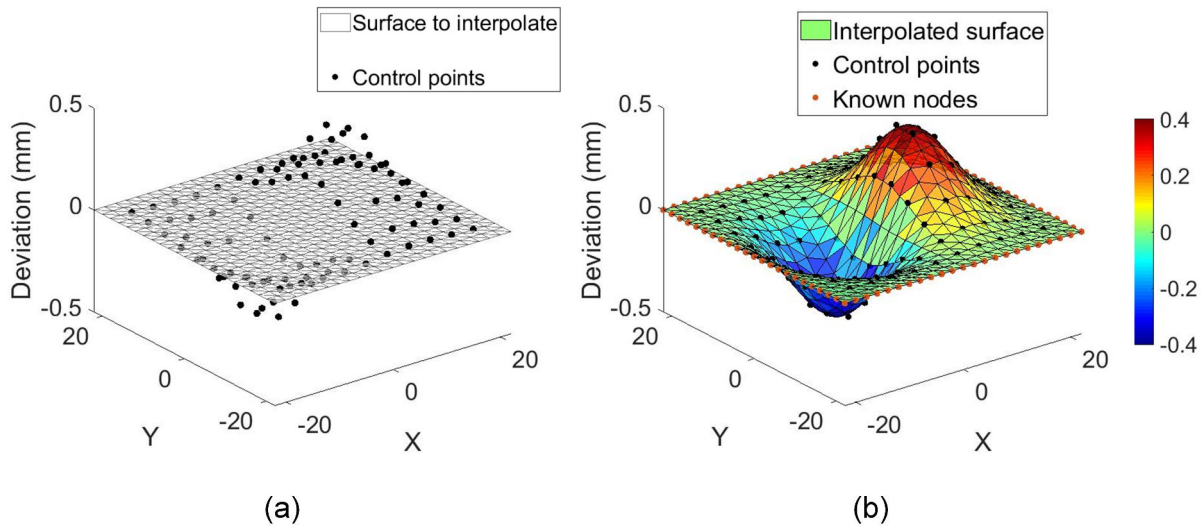 Surface to interpolate
Control points
0.5
0
-0.5
Deviation (mm)
20
0
-20
Y
-20
0
20
X
(a)
Interpolated surface
Control points
Known nodes
0.5
0
-0.5
Deviation (mm)
20
0
-20
Y
-20
0
20
X
0.4
0.2
0
-0.2
-0.4
(b)